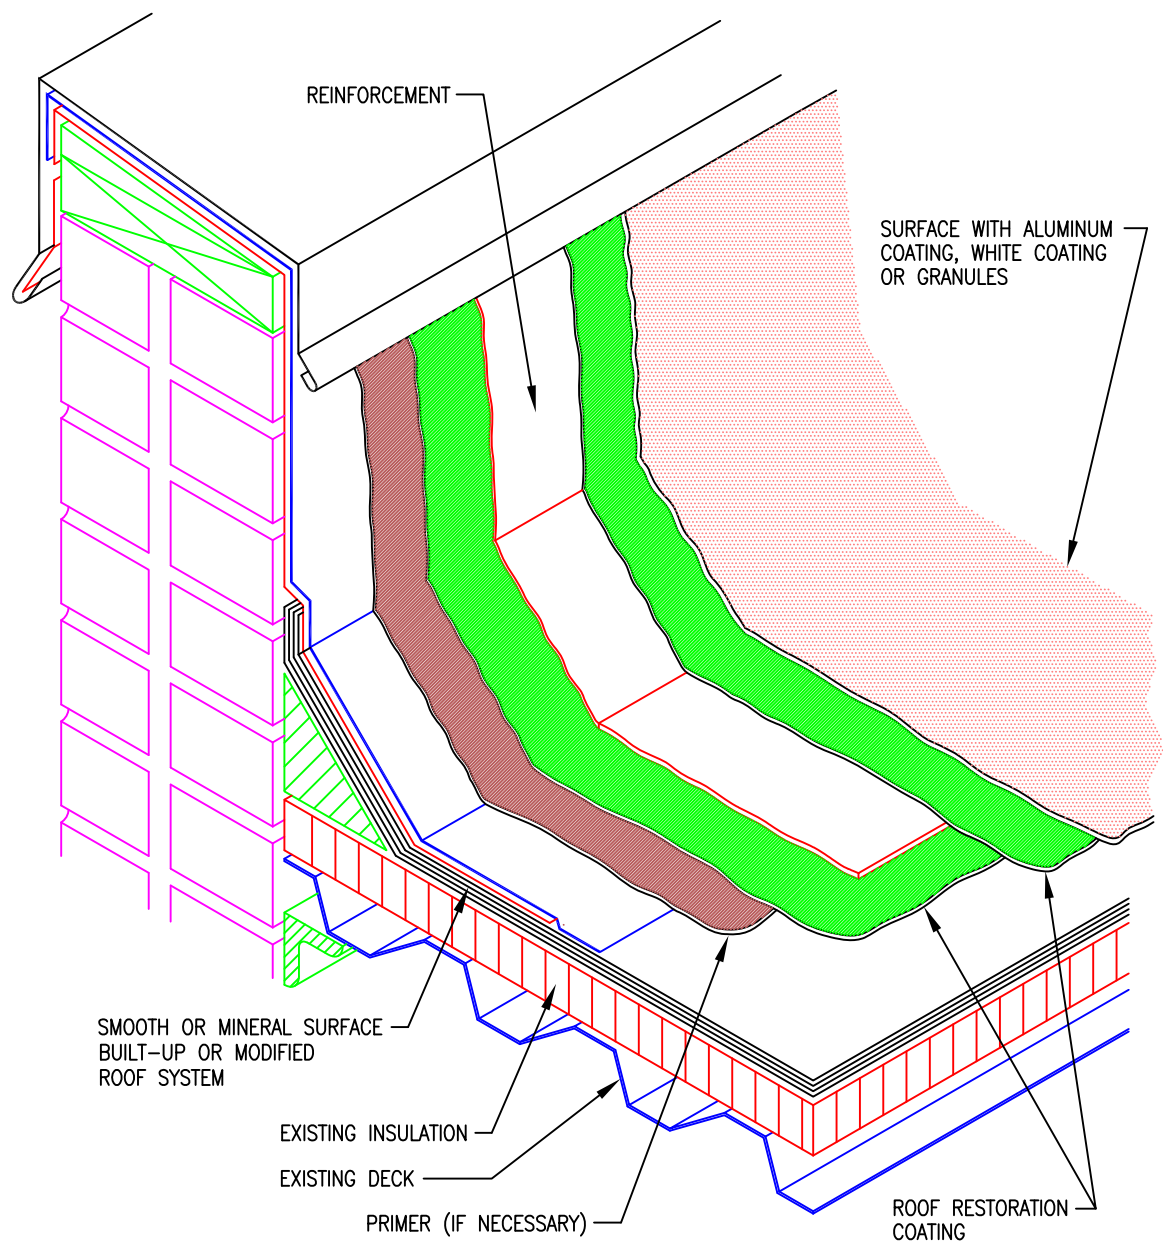 REINFORCEMENT
SURFACE WITH ALUMINUM
COATING, WHITE COATING
OR GRANULES
SMOOTH OR MINERAL SURFACE
BUILT-UP OR MODIFIED
ROOF SYSTEM
EXISTING INSULATION
EXISTING DECK
PRIMER (IF NECESSARY)
ROOF RESTORATION
COATING